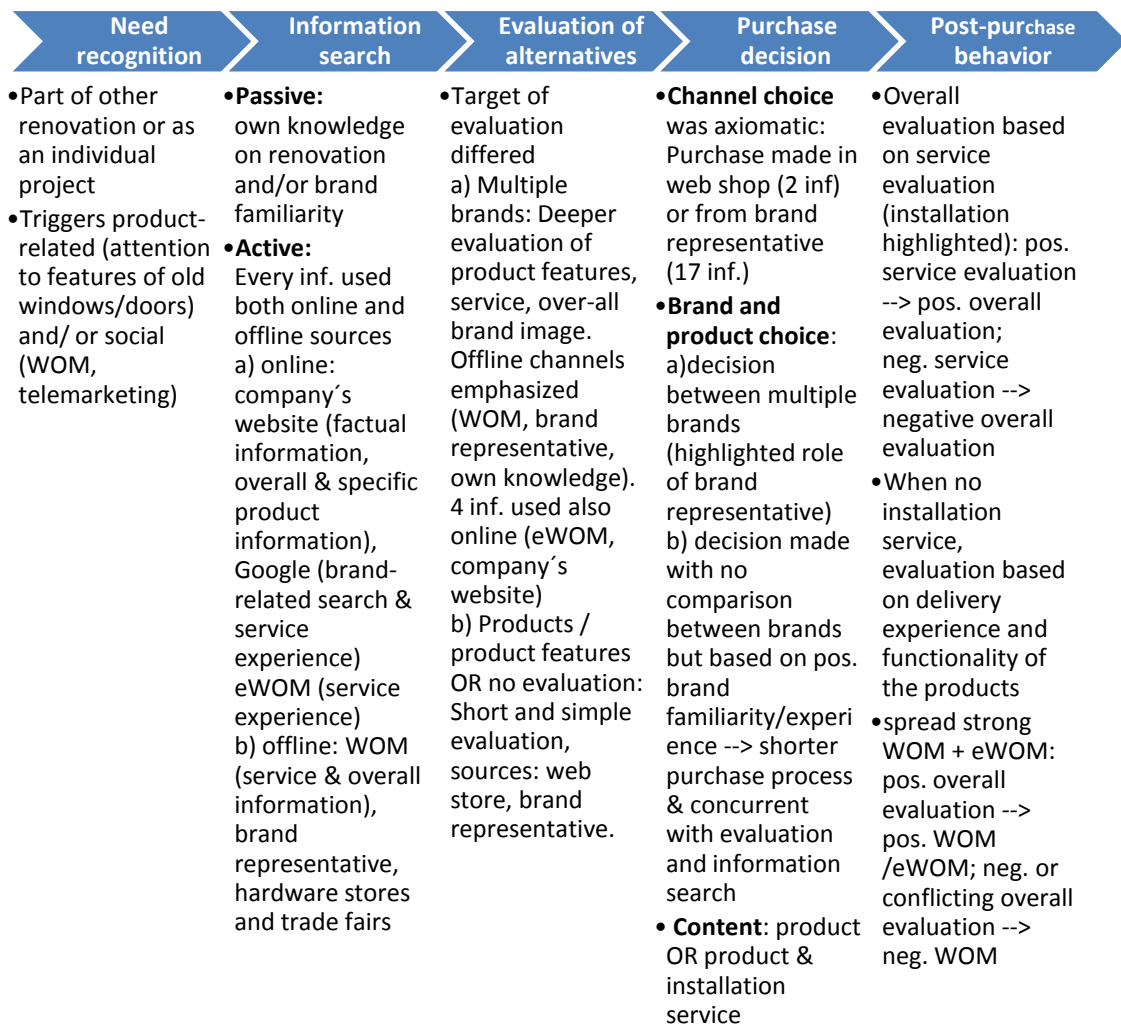 Need
recognition
•Part of other
renovation or as
an individual
project
•Triggers product-
related (attention
to features of old
windows/doors)
and/ or social
(WOM,
telemarketing)
Information
search
•Passive:
own knowledge
on renovation
and/or brand
familiarity
•Active:
Every inf. used
both online and
offline sources
a) online:
company´s
website (factual
information,
overall & specific
product
information),
Google (brand-
related search &
service
experience)
eWOM (service
experience)
b) offline: WOM
(service & overall
information),
brand
representative,
hardware stores
and trade fairs
Evaluation of
alternatives
•Target of
evaluation
differed
a) Multiple
brands: Deeper
evaluation of
product features,
service, over-all
brand image.
Offline channels
emphasized
(WOM, brand
representative,
own knowledge).
4 inf. used also
online (eWOM,
company´s
website)
b) Products /
product features
OR no evaluation:
Short and simple
evaluation,
sources: web
store, brand
representative.
Purchase
decision
•Channel choice
was axiomatic:
Purchase made in
web shop (2 inf)
or from brand
representative
(17 inf.)
•Brand and
product choice:
a)decision
between multiple
brands
(highlighted role
of brand
representative)
b) decision made
with no
comparison
between brands
but based on pos.
brand
familiarity/experi
ence --> shorter
purchase process
& concurrent
with evaluation
and information
search
• Content: product
OR product &
installation
service
Post-purchase
behavior
•Overall
evaluation based
on service
evaluation
(installation
highlighted): pos.
service evaluation
--> pos. overall
evaluation;
neg. service
evaluation -->
negative overall
evaluation
•When no
installation
service,
evaluation based
on delivery
experience and
functionality of
the products
•spread strong
WOM + eWOM:
pos. overall
evaluation -->
pos. WOM
/eWOM; neg. or
conflicting overall
evaluation -->
neg. WOM